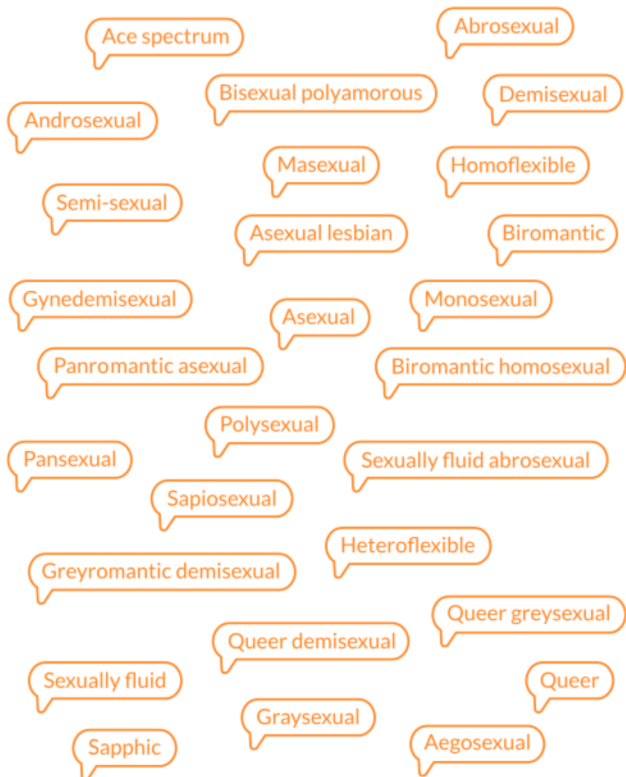 Ace spectrum
Abrosexual
Bisexual polyamorous
Demisexual
Androsexual
Masexual
Homoflexible
Semi-sexual
Asexual lesbian
Biromantic
Gynedemisexual
Monosexual
Asexual
Panromantic asexual
Biromantic homosexual
Polysexual
Pansexual
Sexually fluid abrosexual
Sapiosexual
Heteroflexible
Greyromantic demisexual
Queer greysexual
Queer demisexual
Sexually fluid
Queer
Graysexual
Sapphic
Aegosexual